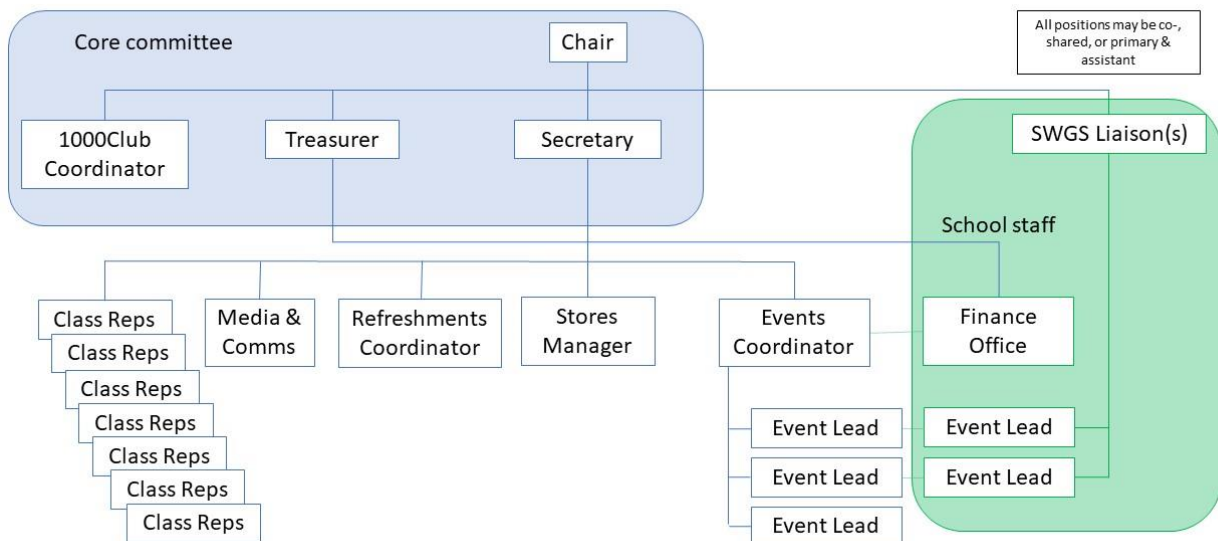 Core committee
Chair
All positions may be co-,
shared, or primary &
assistant
1000Club
Coordinator
Treasurer
Secretary
SWGS Liaison(s)
School staff
Class Reps
Class Reps
Class Reps
Class Reps
Class Reps
Class Reps
Class Reps
Media &
Comms
Refreshments
Coordinator
Stores
Manager
Events
Coordinator
Finance
Office
Event Lead
Event Lead
Event Lead
Event Lead
Event Lead